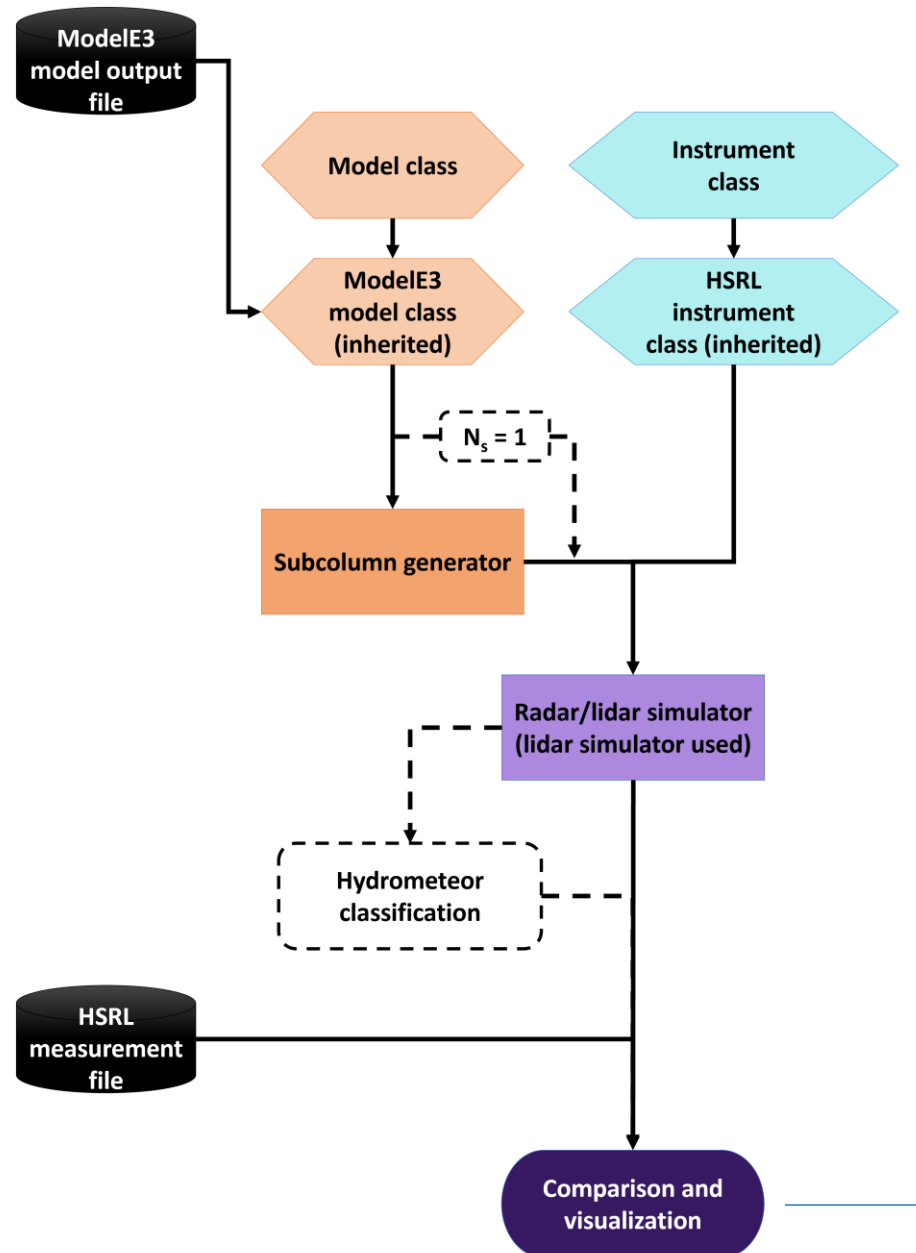 ModelE3
model output
file
Model class
Instrument
class
ModelE3
model class
(inherited)
HSRL
instrument
class (inherited)
Nₛ = 1
Subcolumn generator
Radar/lidar simulator
(lidar simulator used)
Hydrometeor
classification
HSRL
measurement
file
Comparison and
visualization